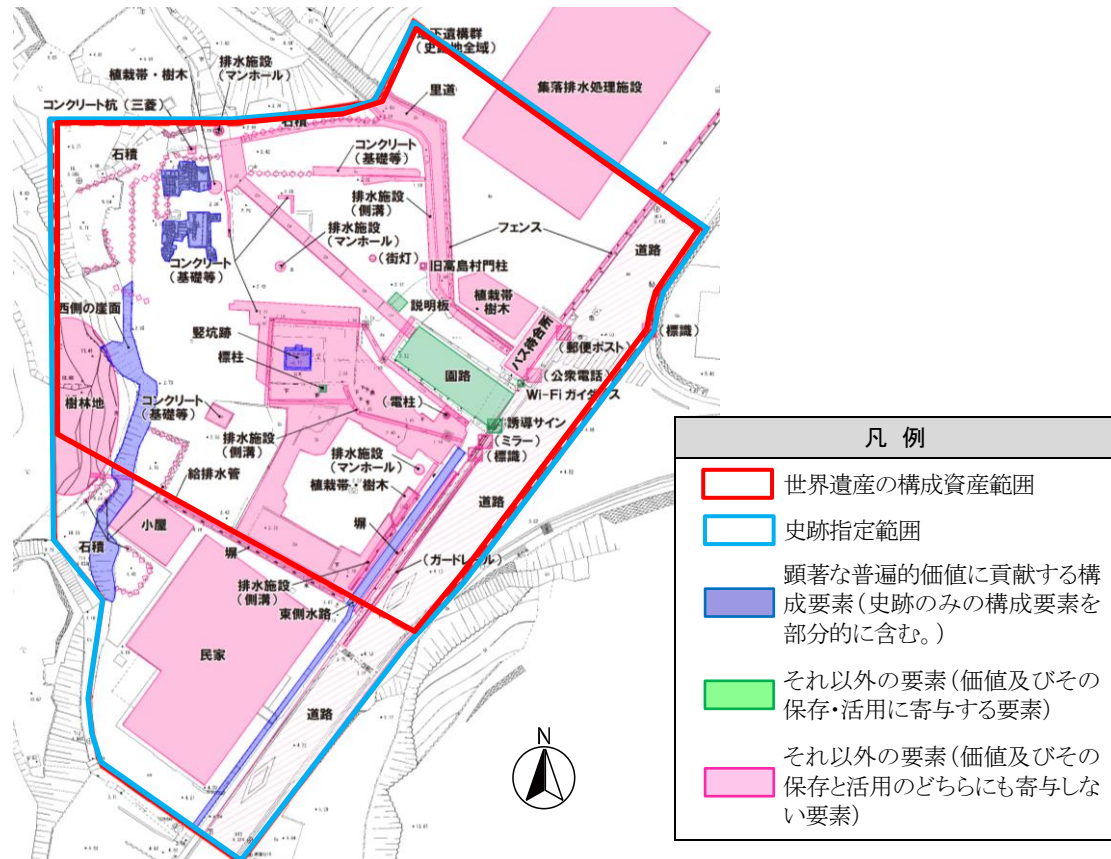 地下遺構群
(史跡地全域)
排水施設
(マンホール)
植栽帯・樹木
コンクリート杭(三菱)
里道
集落排水処理施設
石積
石積
コンクリート
(基礎等)
排水施設
(側溝)
排水施設
(マンホール)
フェンス
道路
コンクリート
(基礎等)
(街灯)
旧高島村門柱
植栽帯
・樹木
説明板
西側の崖面
竪坑跡
標柱
バス待合所
(標識)
(郵便ポスト)
園路
(公衆電話)
Wi-Fiガイダンス
樹林地
コンクリート
(基礎等)
(電柱)
誘導サイン
(ミラー)
(標識)
排水施設
(側溝)
排水施設
(マンホール)
給排水管
植栽帯・樹木
道路
小屋
塀
石積
塀
(ガードレール)
排水施設
(側溝)
東側水路
民家
道路
N
凡 例
世界遺産の構成資産範囲
史跡指定範囲
顕著な普遍的価値に貢献する構
成要素(史跡のみの構成要素を
部分的に含む。)
それ以外の要素(価値及びその
保存・活用に寄与する要素)
それ以外の要素(価値及びその
保存と活用のどちらにも寄与しな
い要素)